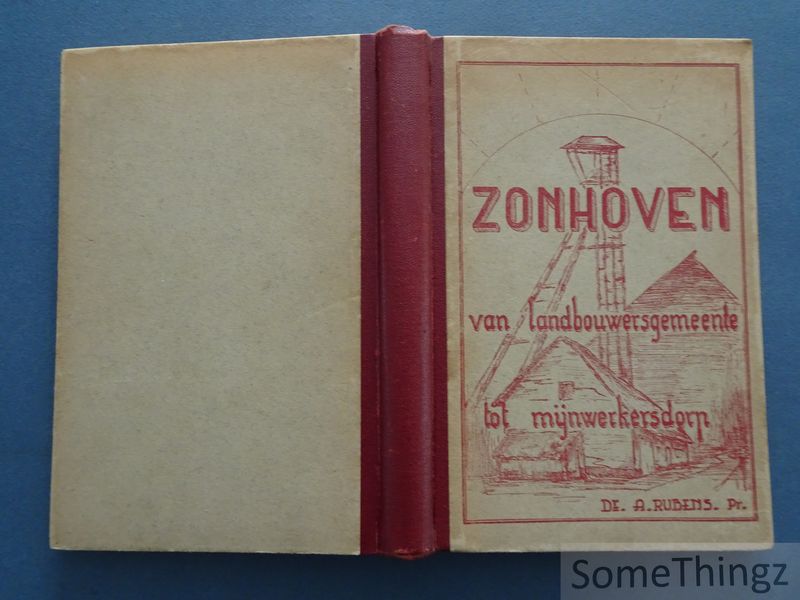 ZONHOVEN
van landbouwersgemeente
tot mijnwerkersdorp
DR. A. RUBENS. Pr.
SomeThingz